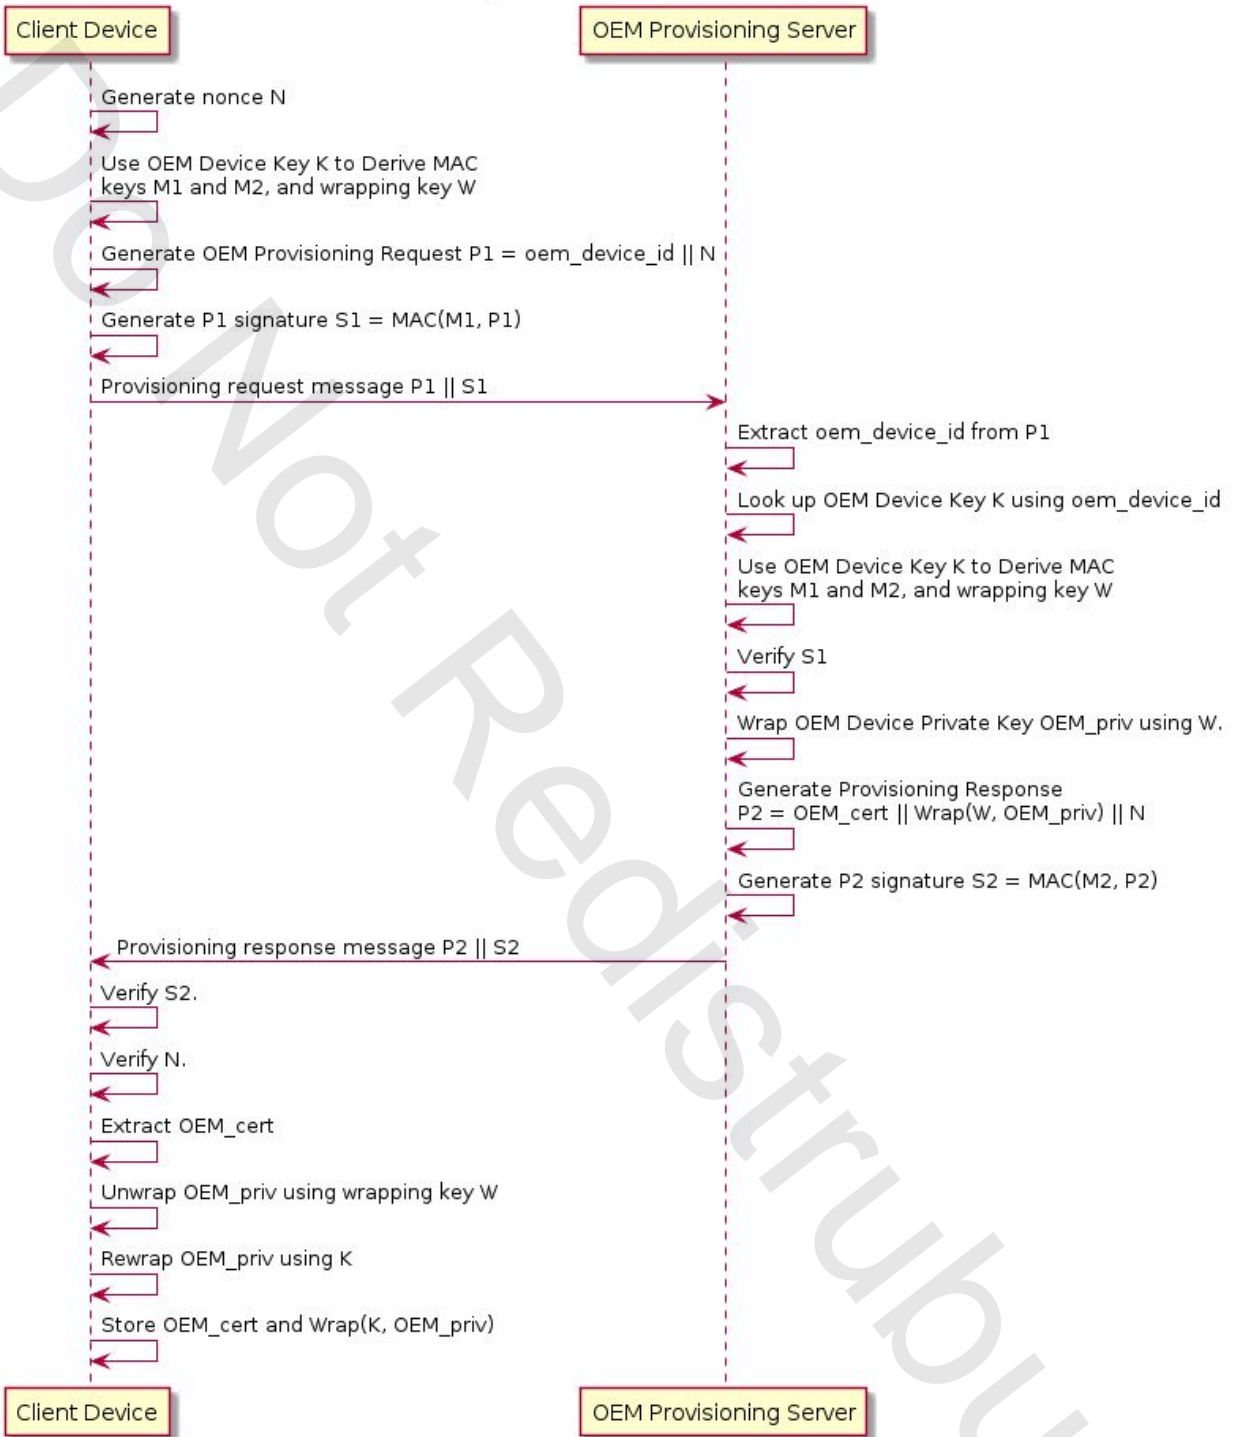 Client Device
OEM Provisioning Server
Generate nonce N
Use OEM Device Key K to Derive MAC
keys M1 and M2, and wrapping key W
Generate OEM Provisioning Request P1 = oem_device_id || N
Generate P1 signature S1 = MAC(M1, P1)
Provisioning request message P1 || S1
Extract oem_device_id from P1
Look up OEM Device Key K using oem_device_id
Use OEM Device Key K to Derive MAC
keys M1 and M2, and wrapping key W
Verify S1
Wrap OEM Device Private Key OEM_priv using W.
Generate Provisioning Response
P2 = OEM_cert || Wrap(W, OEM_priv) || N
Generate P2 signature S2 = MAC(M2, P2)
Provisioning response message P2 || S2
Verify S2.
Verify N.
Extract OEM_cert
Unwrap OEM_priv using wrapping key W
Rewrap OEM_priv using K
Store OEM_cert and Wrap(K, OEM_priv)
Client Device
OEM Provisioning Server
Do Not Redistribu